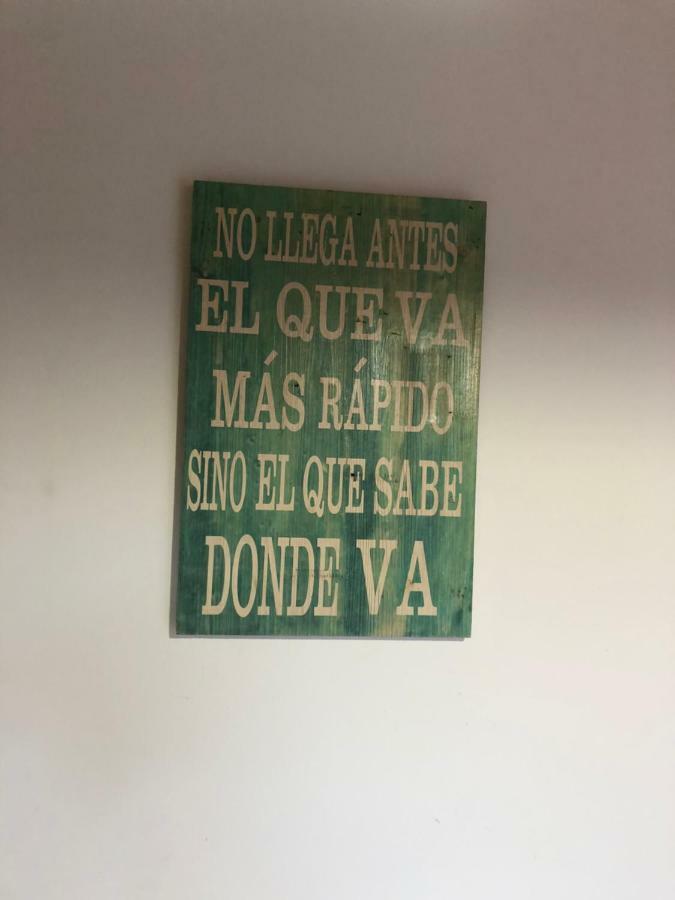 NO LLEGA ANTES
EL QUE VA
MÁS RÁPIDO
SINO EL QUE SABE
DONDE VA